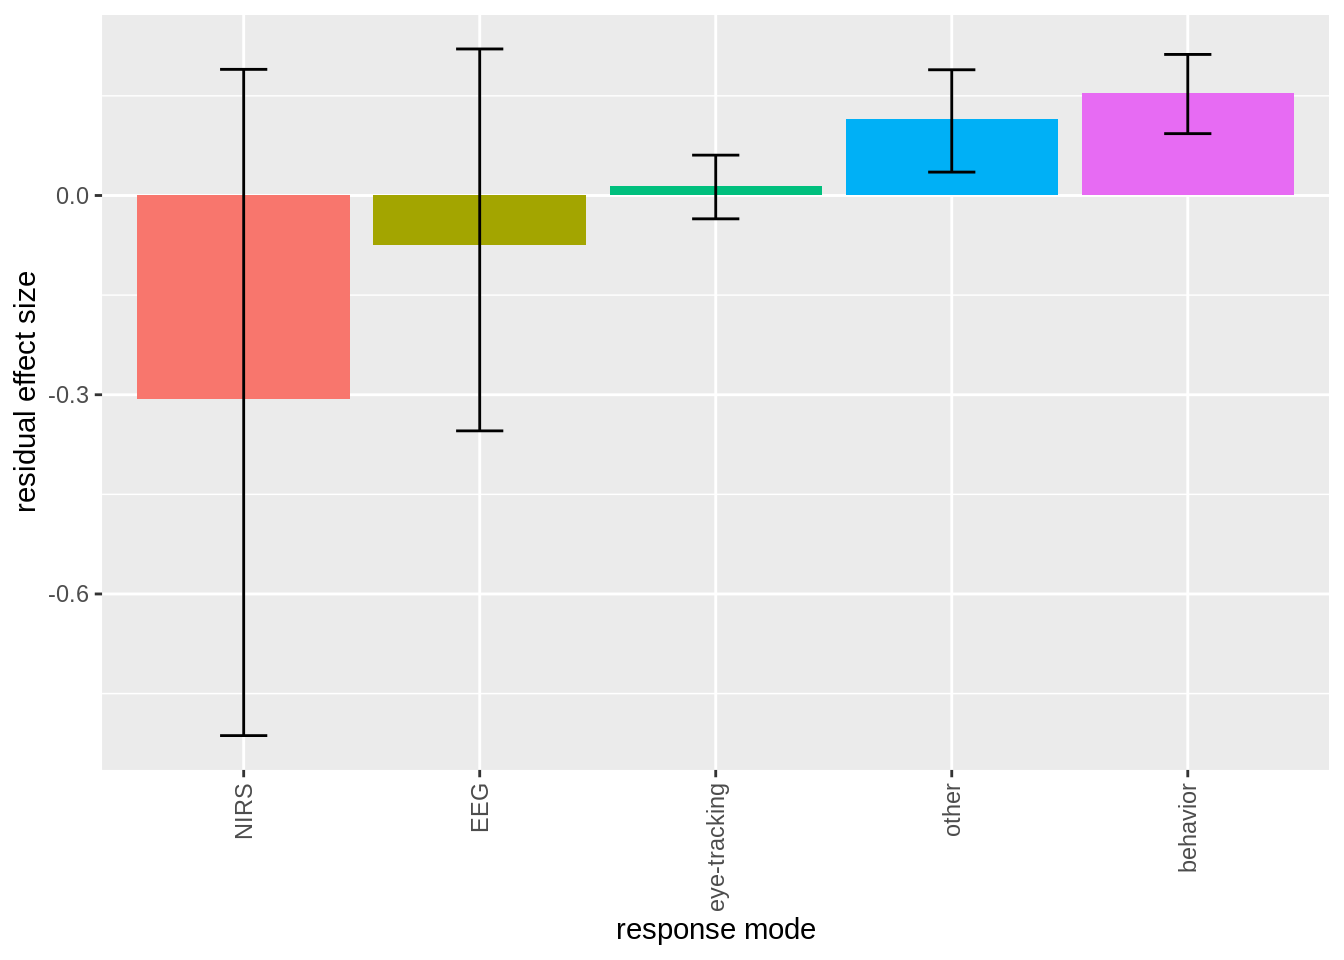 residual effect size
0.0
-0.3
-0.6
NIRS
EEG
eye-tracking
other
behavior
response mode